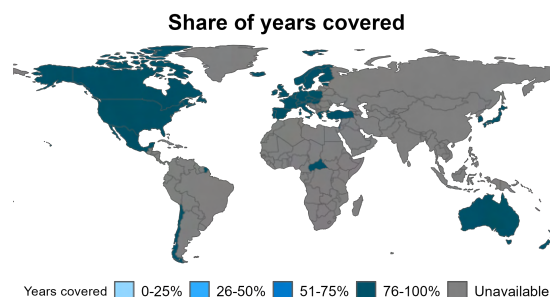 Share of years covered
Years covered 0-25% 26-50% 51-75% 76-100% Unavailable